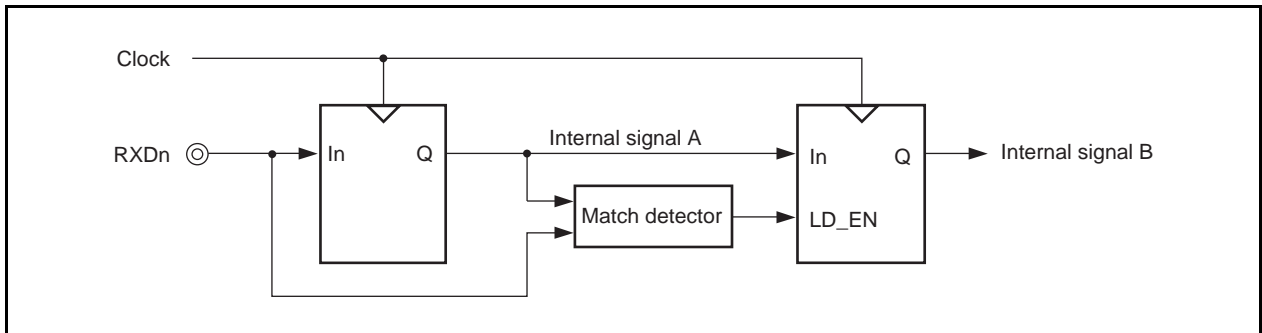 Clock
RXDn
In
Q
Internal signal A
In
Q
Internal signal B
Match detector
LD_EN